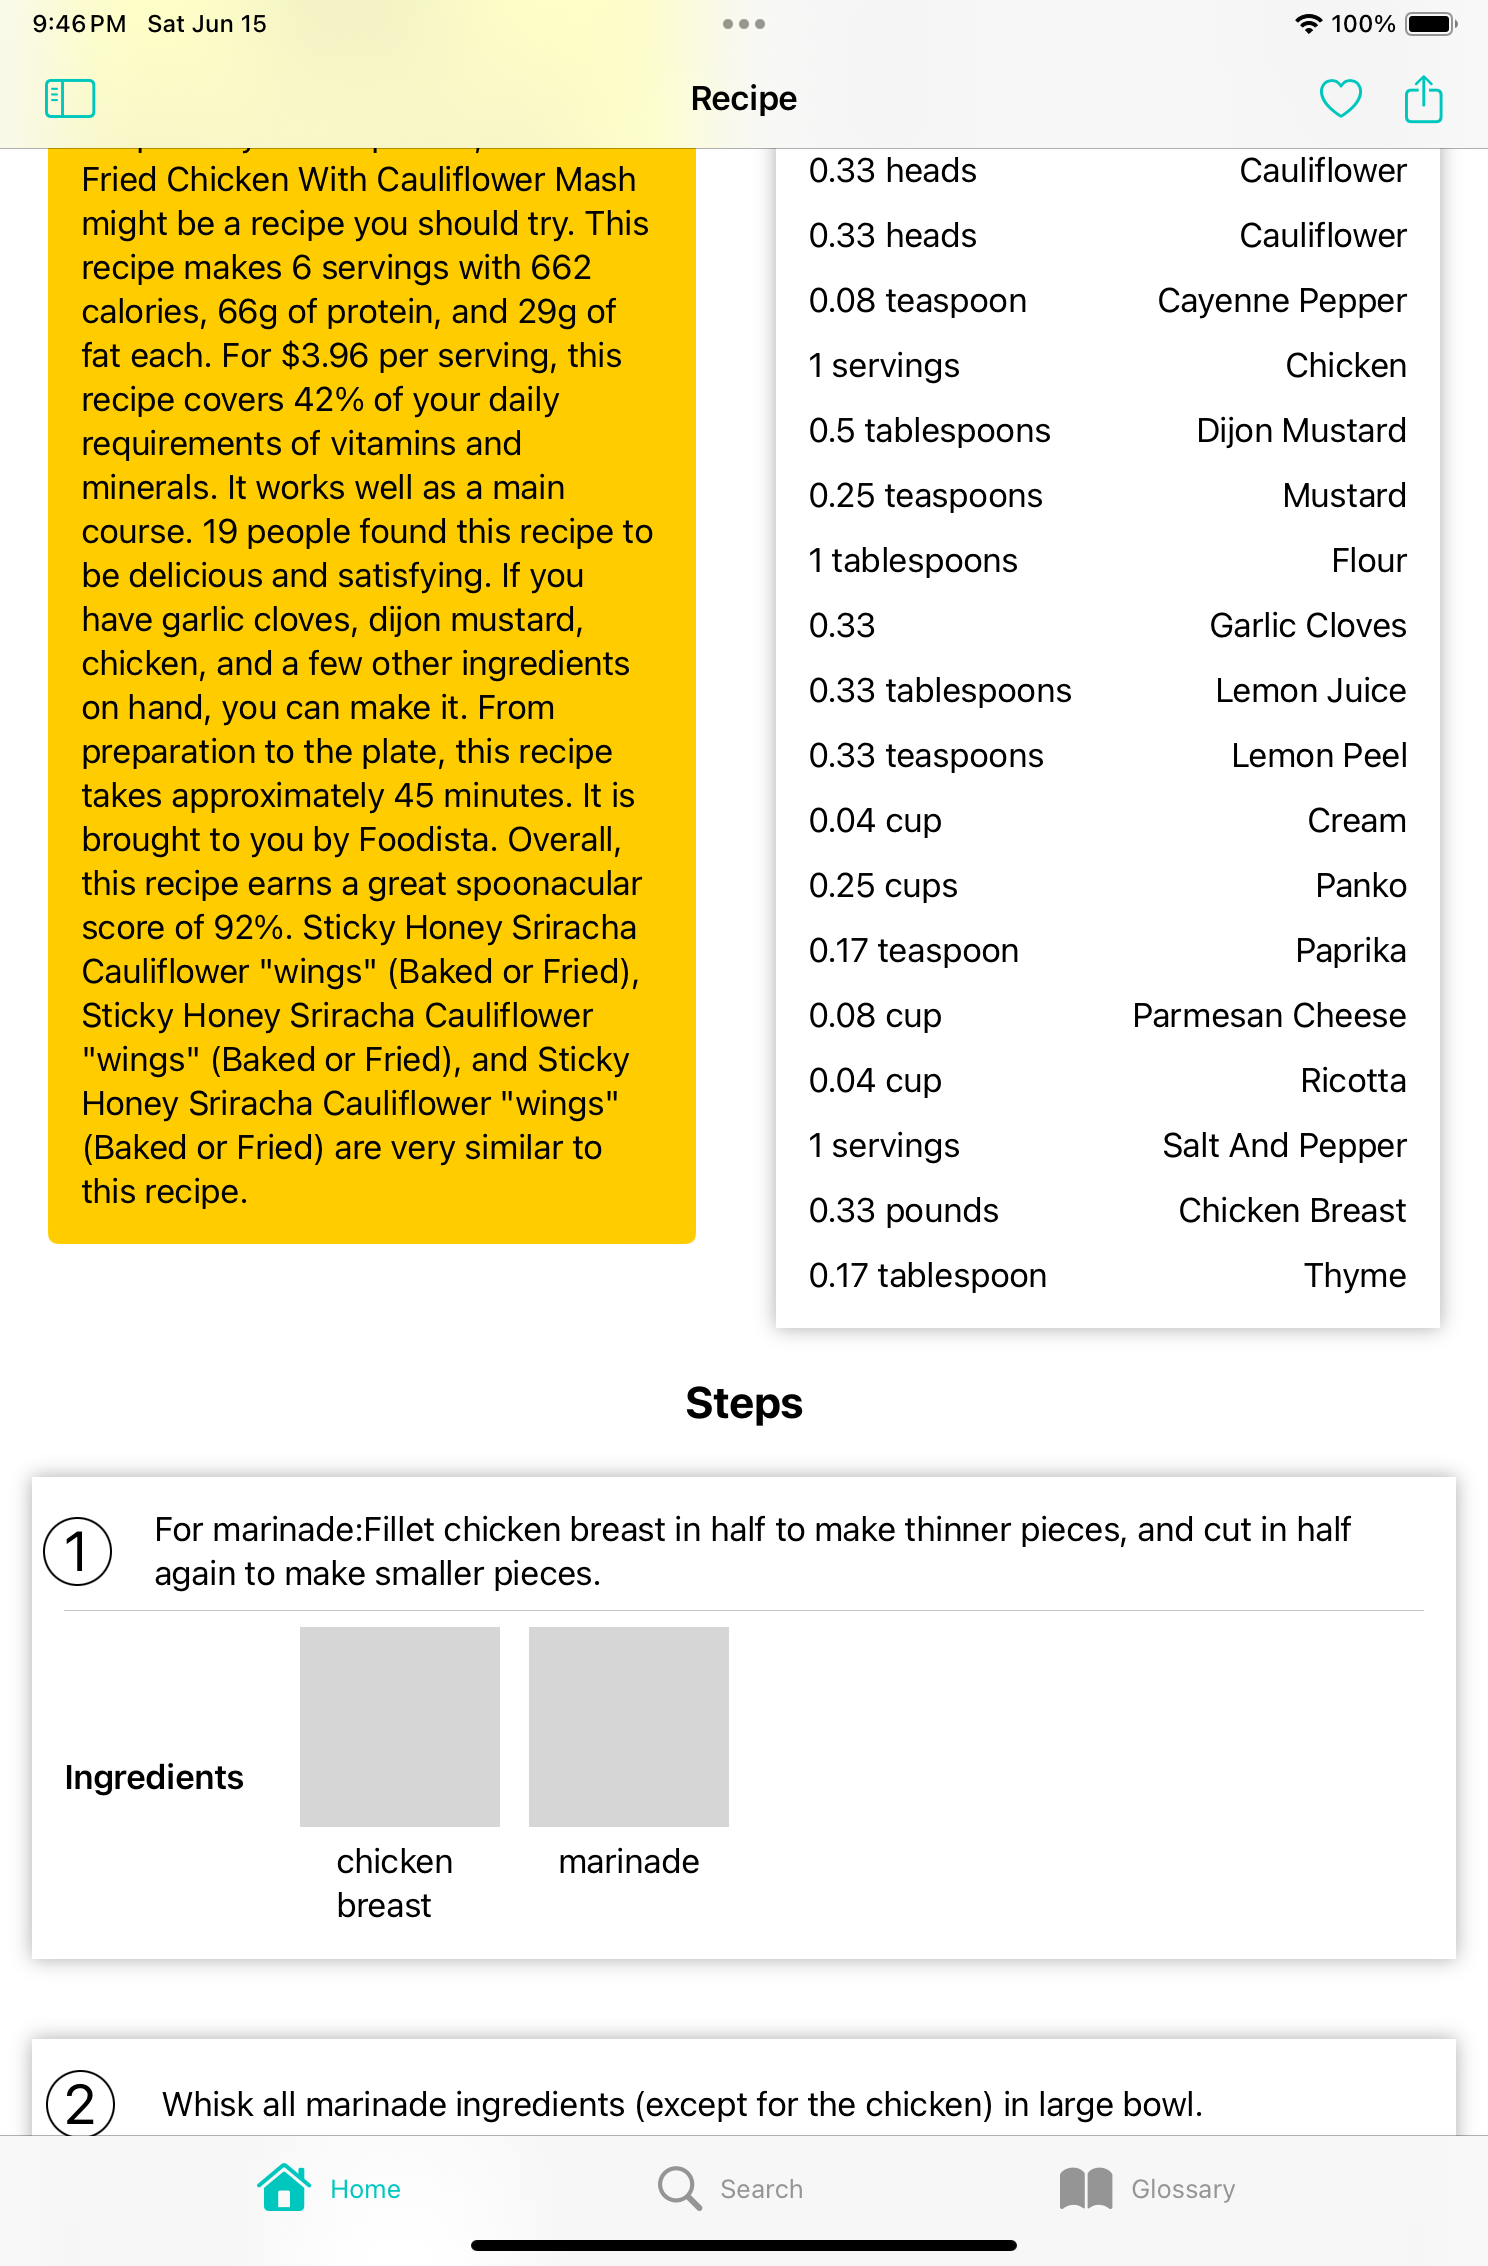 9:46 PM Sat Jun 15
100%
Recipe
Fried Chicken With Cauliflower Mash
might be a recipe you should try. This
recipe makes 6 servings with 662
calories, 66g of protein, and 29g of
fat each. For $3.96 per serving, this
recipe covers 42% of your daily
requirements of vitamins and
minerals. It works well as a main
course. 19 people found this recipe to
be delicious and satisfying. If you
have garlic cloves, dijon mustard,
chicken, and a few other ingredients
on hand, you can make it. From
preparation to the plate, this recipe
takes approximately 45 minutes. It is
brought to you by Foodista. Overall,
this recipe earns a great spoonacular
score of 92%. Sticky Honey Sriracha
Cauliflower "wings" (Baked or Fried),
Sticky Honey Sriracha Cauliflower
"wings" (Baked or Fried), and Sticky
Honey Sriracha Cauliflower "wings"
(Baked or Fried) are very similar to
this recipe.
0.33 heads Cauliflower
0.33 heads Cauliflower
0.08 teaspoon Cayenne Pepper
1 servings Chicken
0.5 tablespoons Dijon Mustard
0.25 teaspoons Mustard
1 tablespoons Flour
0.33 Garlic Cloves
0.33 tablespoons Lemon Juice
0.33 teaspoons Lemon Peel
0.04 cup Cream
0.25 cups Panko
0.17 teaspoon Paprika
0.08 cup Parmesan Cheese
0.04 cup Ricotta
1 servings Salt And Pepper
0.33 pounds Chicken Breast
0.17 tablespoon Thyme
Steps
1 For marinade:Fillet chicken breast in half to make thinner pieces, and cut in half
again to make smaller pieces.
Ingredients
chicken
breast
marinade
2 Whisk all marinade ingredients (except for the chicken) in large bowl.
Home Search Glossary